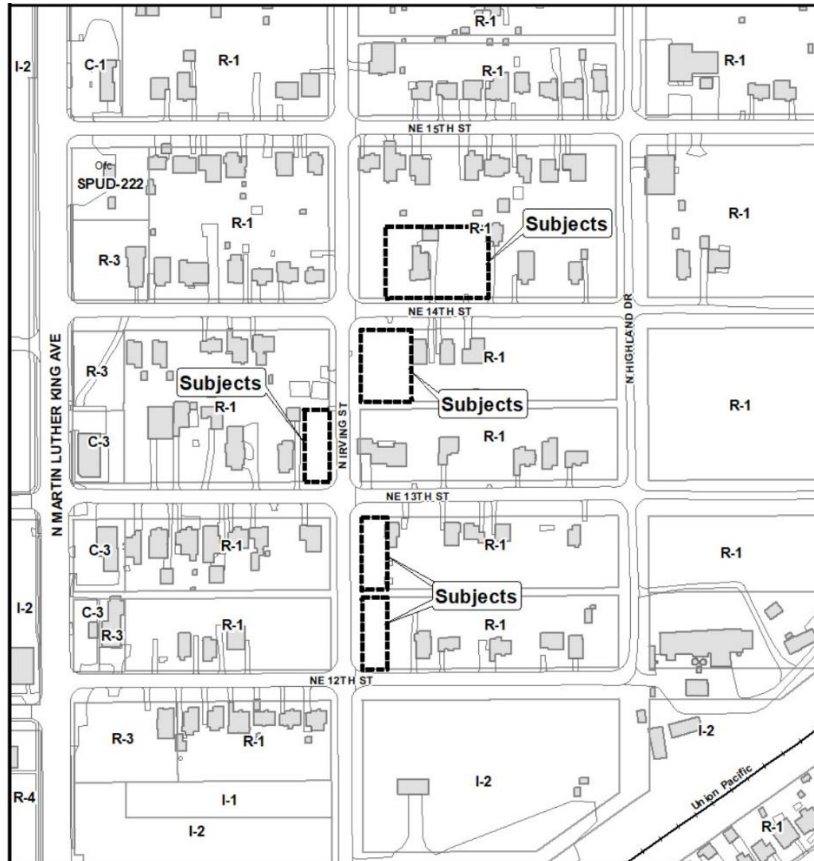 R-1
I-2
C-1
R-1
R-1
R-1
NE 15TH ST
Ofc
SPUD-222
R-1
R-1
R-1
Subjects
R-3
NE 14TH ST
N MARTIN LUTHER KING AVE
N IRVING ST
N HIGHLAND DR
R-3
R-1
Subjects
Subjects
R-1
R-1
C-3
R-1
NE 13TH ST
C-3
R-1
R-1
R-1
I-2
Subjects
C-3
R-3
R-1
R-1
NE 12TH ST
R-3
R-1
I-2
I-2
R-4
I-1
Union Pacific
I-2
R-1